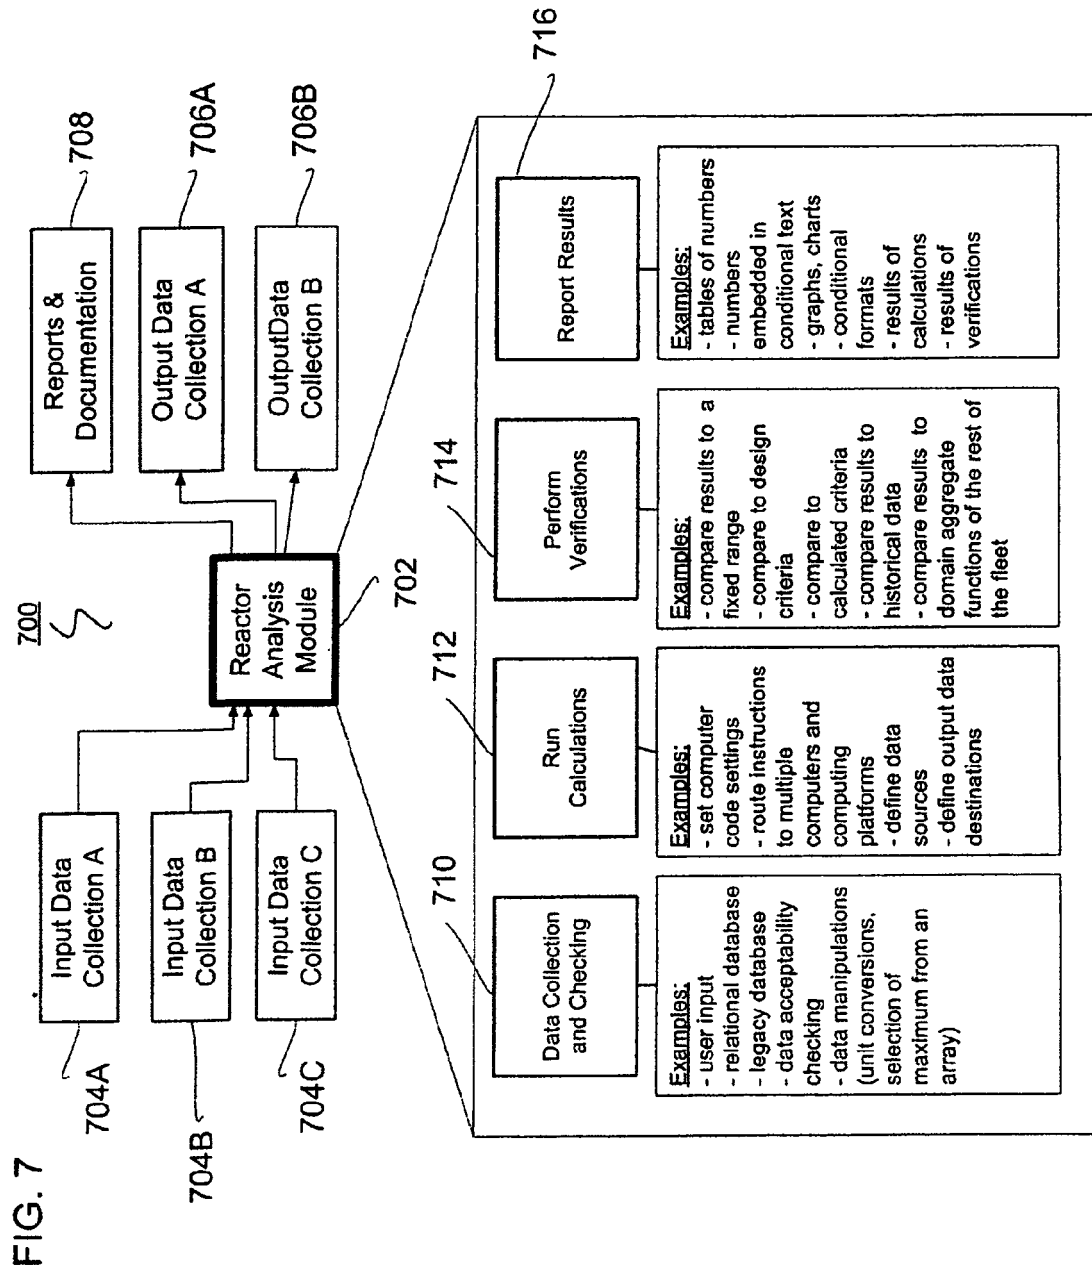 FIG. 7
700
704A
Input Data
Collection A
704B
Input Data
Collection B
704C
Input Data
Collection C
Reactor
Analysis
Module
702
Reports &
Documentation
708
Output Data
Collection A
706A
OutputData
Collection B
706B
710
Data Collection
and Checking
Examples:
- user input
- relational database
- legacy database
- data acceptability
checking
- data manipulations
(unit conversions,
selection of
maximum from an
array)
712
Run
Calculations
Examples:
- set computer
code settings
- route instructions
to multiple
computers and
computing
platforms
- define data
sources
- define output data
destinations
714
Perform
Verifications
Examples:
- compare results to a
fixed range
- compare to design
criteria
- compare to
calculated criteria
- compare results to
historical data
- compare results to
domain aggregate
functions of the rest of
the fleet
716
Report Results
Examples:
- tables of numbers
- numbers
embedded in
conditional text
- graphs, charts
- conditional
formats
- results of
calculations
- results of
verifications